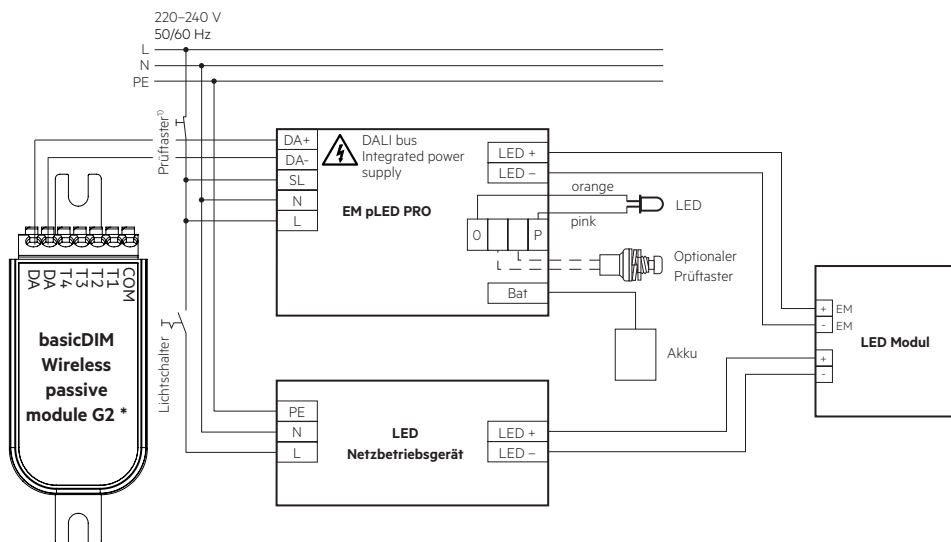 220–240 V
50/60 Hz
L
N
PE
Prüftaster¹⁾
DA+
DA-
SL
N
L
DALI bus
Integrated power
supply
EM pLED PRO
LED +
LED –
orange
pink
LED
0
P
Optionaler
Prüftaster
Bat
Akku
DA
DA
T4
T3
T2
T1
COM
basicDIM
Wireless
passive
module G2 *
Lichtschalter
PE
N
L
LED
Netzbetriebsgerät
LED +
LED –
+
EM
-
EM
+
-
LED Modul